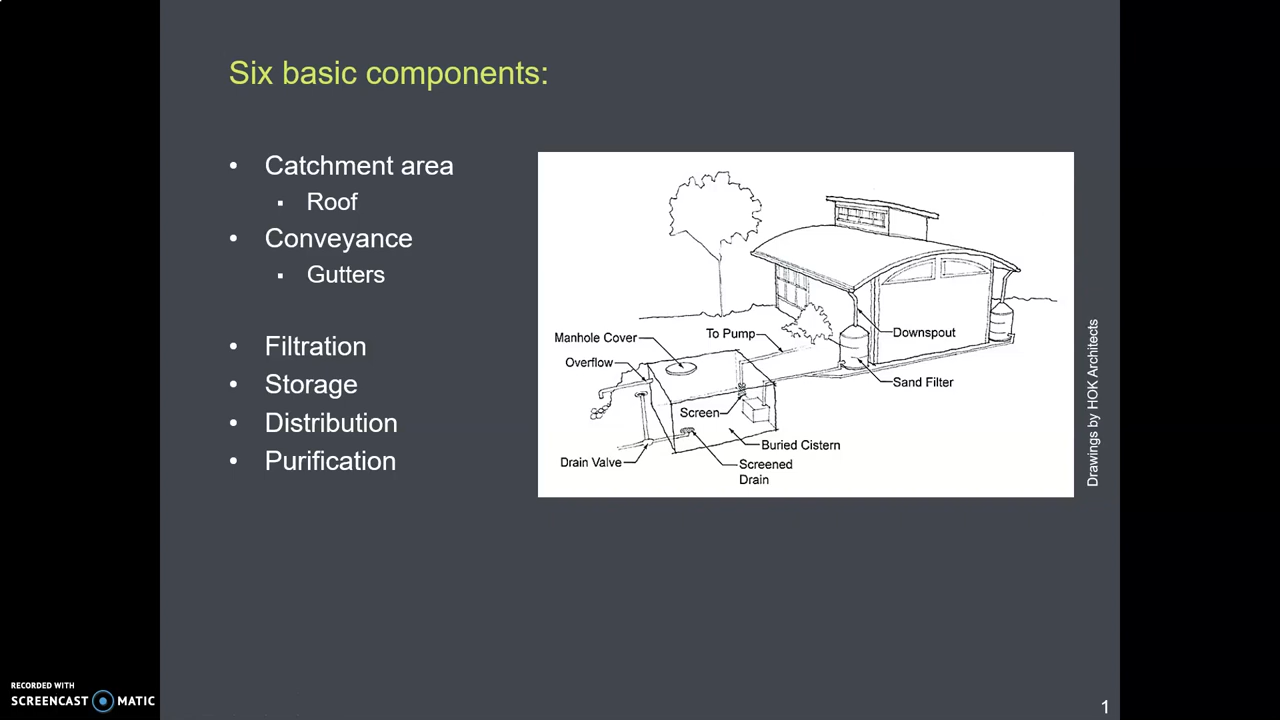 Six basic components:
• Catchment area
▪ Roof
• Conveyance
▪ Gutters
• Filtration
• Storage
• Distribution
• Purification
Manhole Cover
Overflow
To Pump
Downspout
Sand Filter
Screen
Buried Cistern
Drain Valve
Screened
Drain
Drawings by HOK Architects
RECORDED WITH
SCREENCAST MATIC
1